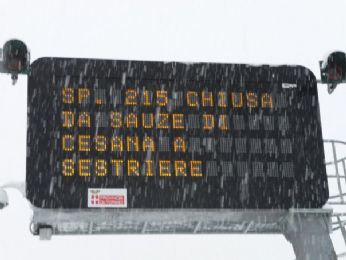 SP. 215 CHIUSA
DA SAUZE DI
CESANA A
SESTRIERE